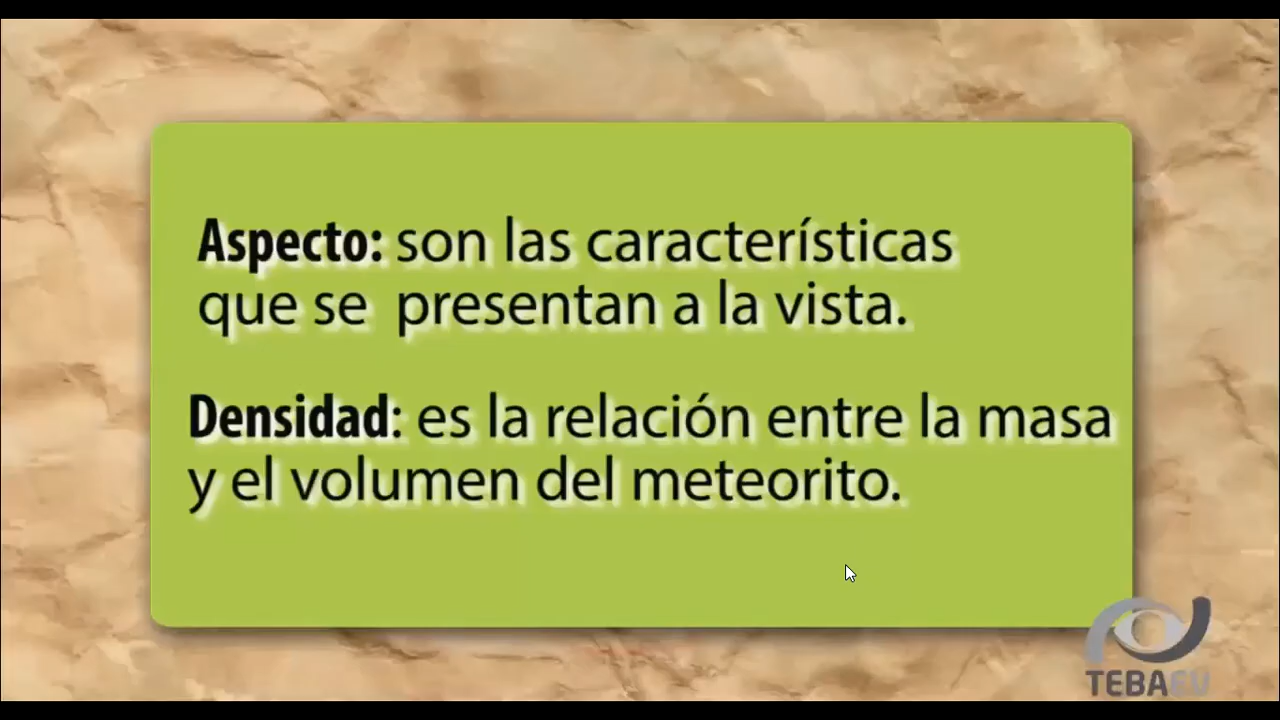 Aspecto: son las características
que se presentan a la vista.
Densidad: es la relación entre la masa
y el volumen del meteorito.
TEBAEV